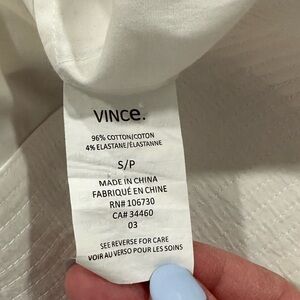 VINCe.
96% COTTON/COTON
4% ELASTANE/ÉLASTANNE
S/P
MADE IN CHINA
FABRIQUÉ EN CHINE
RN# 106730
CA# 34460
03
SEE REVERSE FOR CARE
VOIR AU VERSO POUR LES SOINS